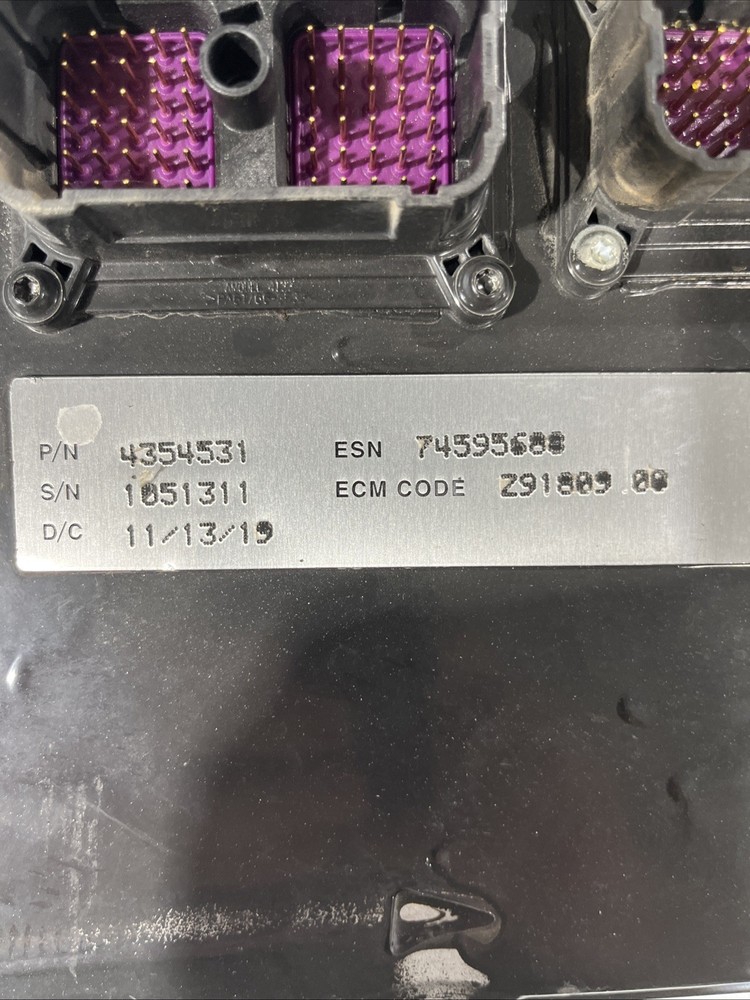 P/N 4354531 ESN 74595688
S/N 1051311 ECM CODE Z91809.00
D/C 11/13/19